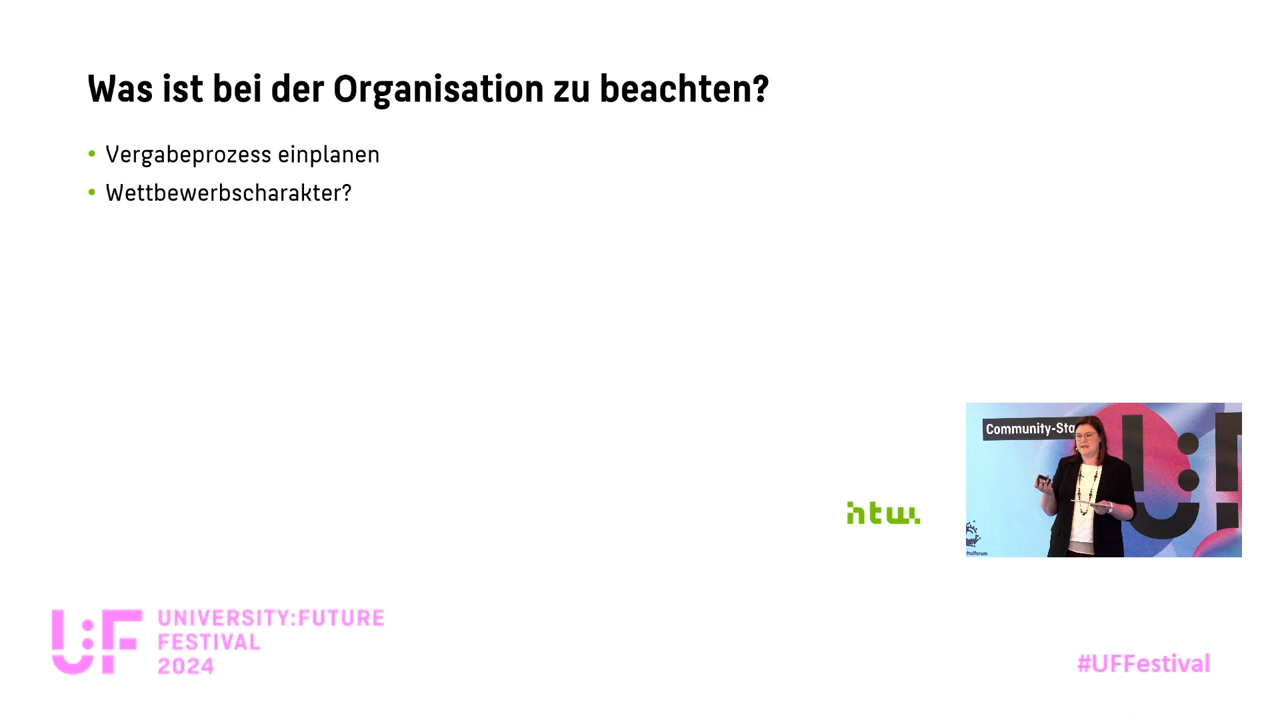 Was ist bei der Organisation zu beachten?
• Vergabeprozess einplanen
• Wettbewerbscharakter?
Community-Sta
U:F
htw.
U:F
UNIVERSITY:FUTURE
FESTIVAL
2024
#UFFestival